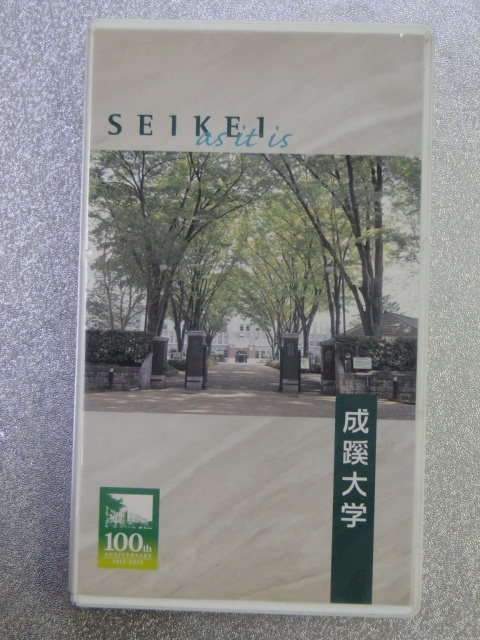 SEIKEI
as it is
成蹊大学
100th
ANNIVERSARY
1912-2012